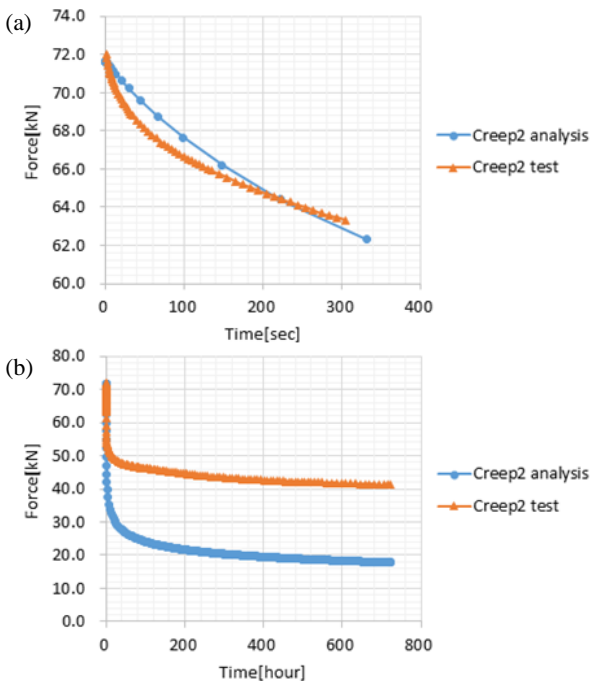 (a)
74.0
72.0
70.0
68.0
66.0
64.0
62.0
60.0
Force[kN]
0 100 200 300 400
Time[sec]
Creep2 analysis
Creep2 test
(b)
80.0
70.0
60.0
50.0
40.0
30.0
20.0
10.0
0.0
Force[kN]
0 200 400 600 800
Time[hour]
Creep2 analysis
Creep2 test